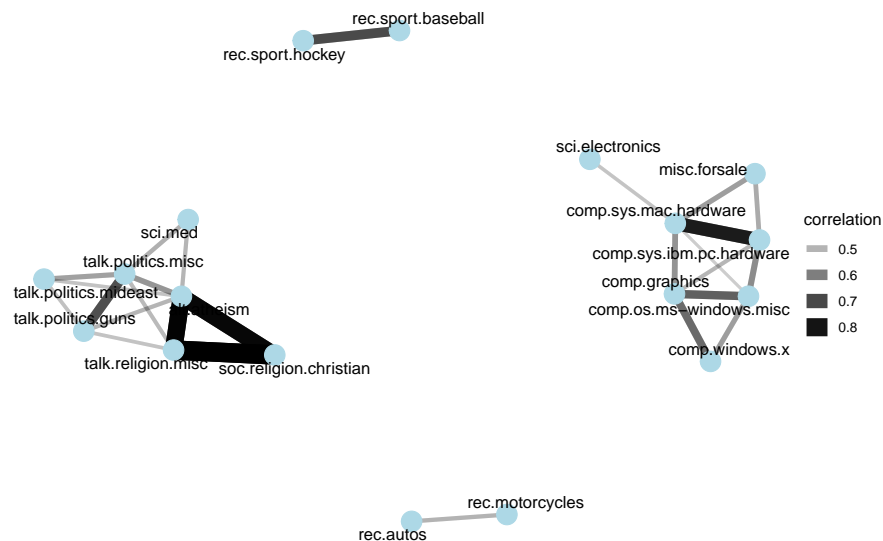 rec.sport.baseball
rec.sport.hockey
sci.electronics
misc.forsale
comp.sys.mac.hardware
correlation
sci.med
comp.sys.ibm.pc.hardware
0.5
talk.politics.misc
0.6
comp.graphics
talk.politics.mideast
0.7
alt.atheism
comp.os.ms-windows.misc
talk.politics.guns
0.8
comp.windows.x
talk.religion.misc
soc.religion.christian
rec.motorcycles
rec.autos